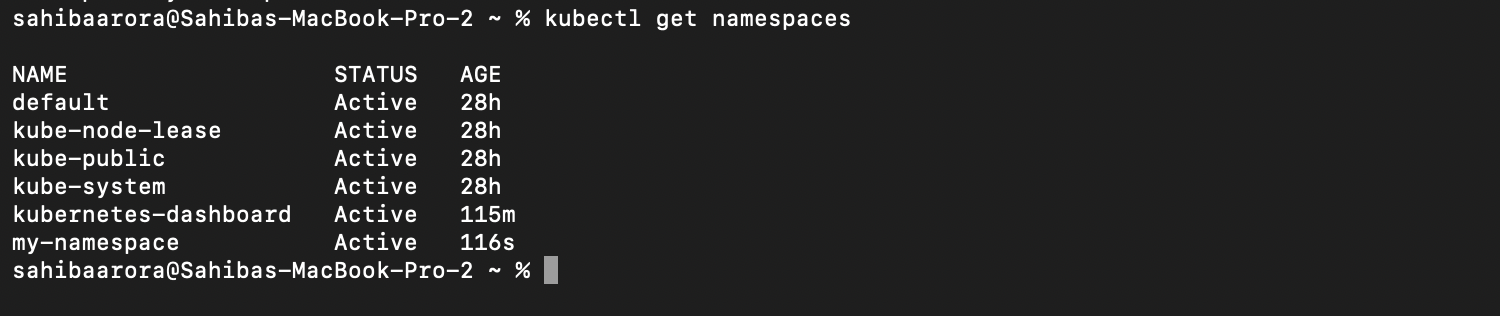 sahibaarora@Sahibas-MacBook-Pro-2 ~ % kubectl get namespaces
NAME                   STATUS   AGE
default                Active   28h
kube-node-lease        Active   28h
kube-public            Active   28h
kube-system            Active   28h
kubernetes-dashboard   Active   115m
my-namespace           Active   116s
sahibaarora@Sahibas-MacBook-Pro-2 ~ %